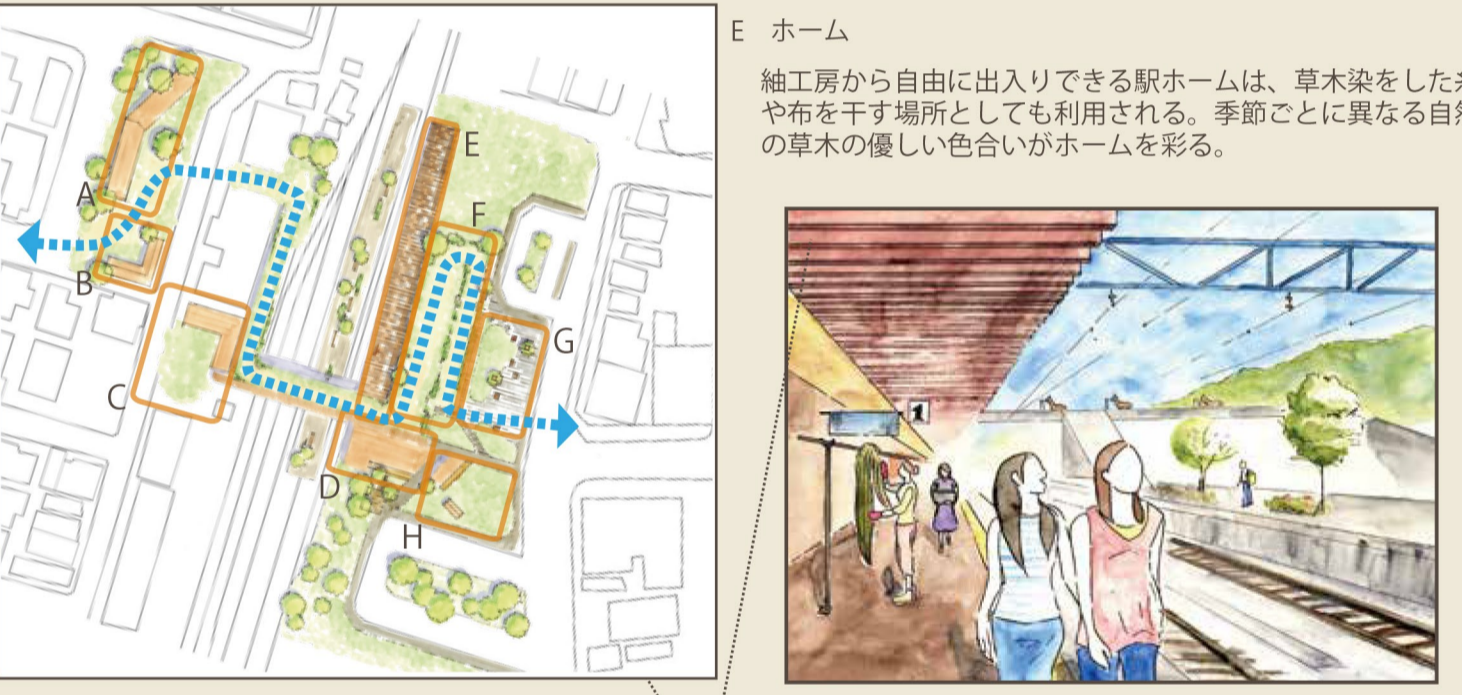 E ホーム
紬工房から自由に出入りできる駅ホームは、草木染をした糸
や布を干す場所としても利用される。季節ごとに異なる自然
の草木の優しい色合いがホームを彩る。
A
B
C
D
E
F
G
H
1